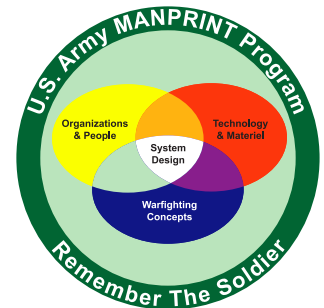 U.S. Army MANPRINT Program
Organizations
& People
Technology
& Materiel
System
Design
Warfighting
Concepts
Remember The Soldier